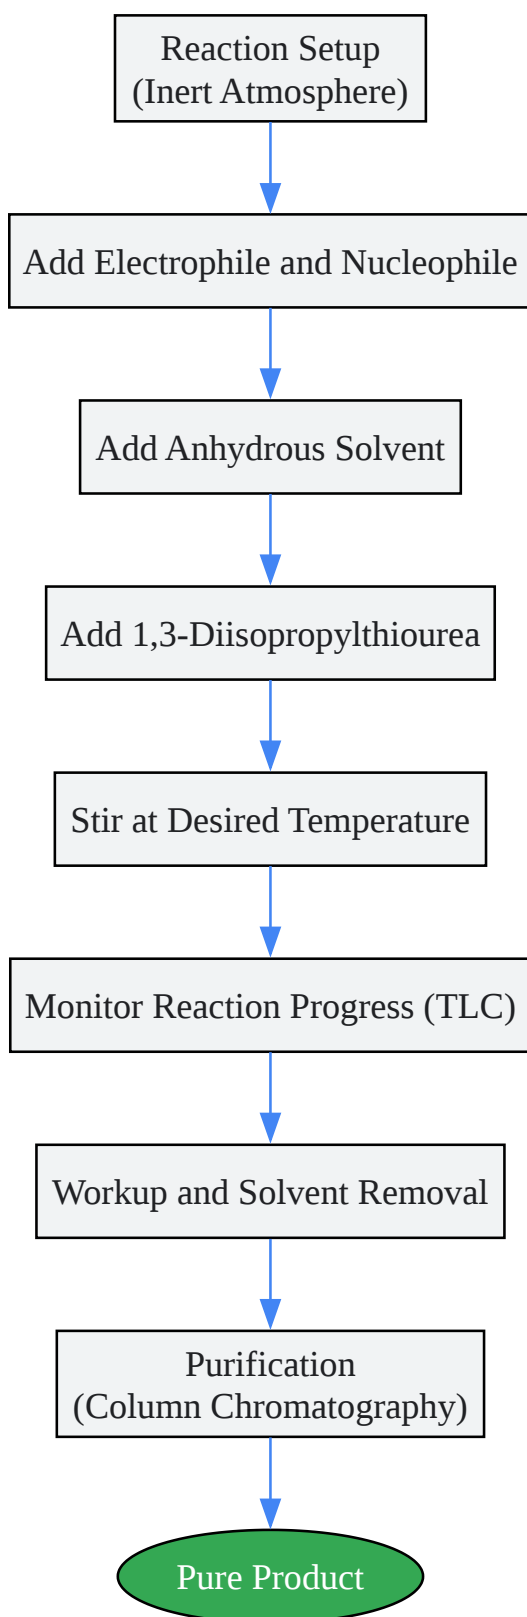 Reaction Setup
(Inert Atmosphere)
Add Electrophile and Nucleophile
Add Anhydrous Solvent
Add 1,3-Diisopropylthiourea
Stir at Desired Temperature
Monitor Reaction Progress (TLC)
Workup and Solvent Removal
Purification
(Column Chromatography)
Pure Product